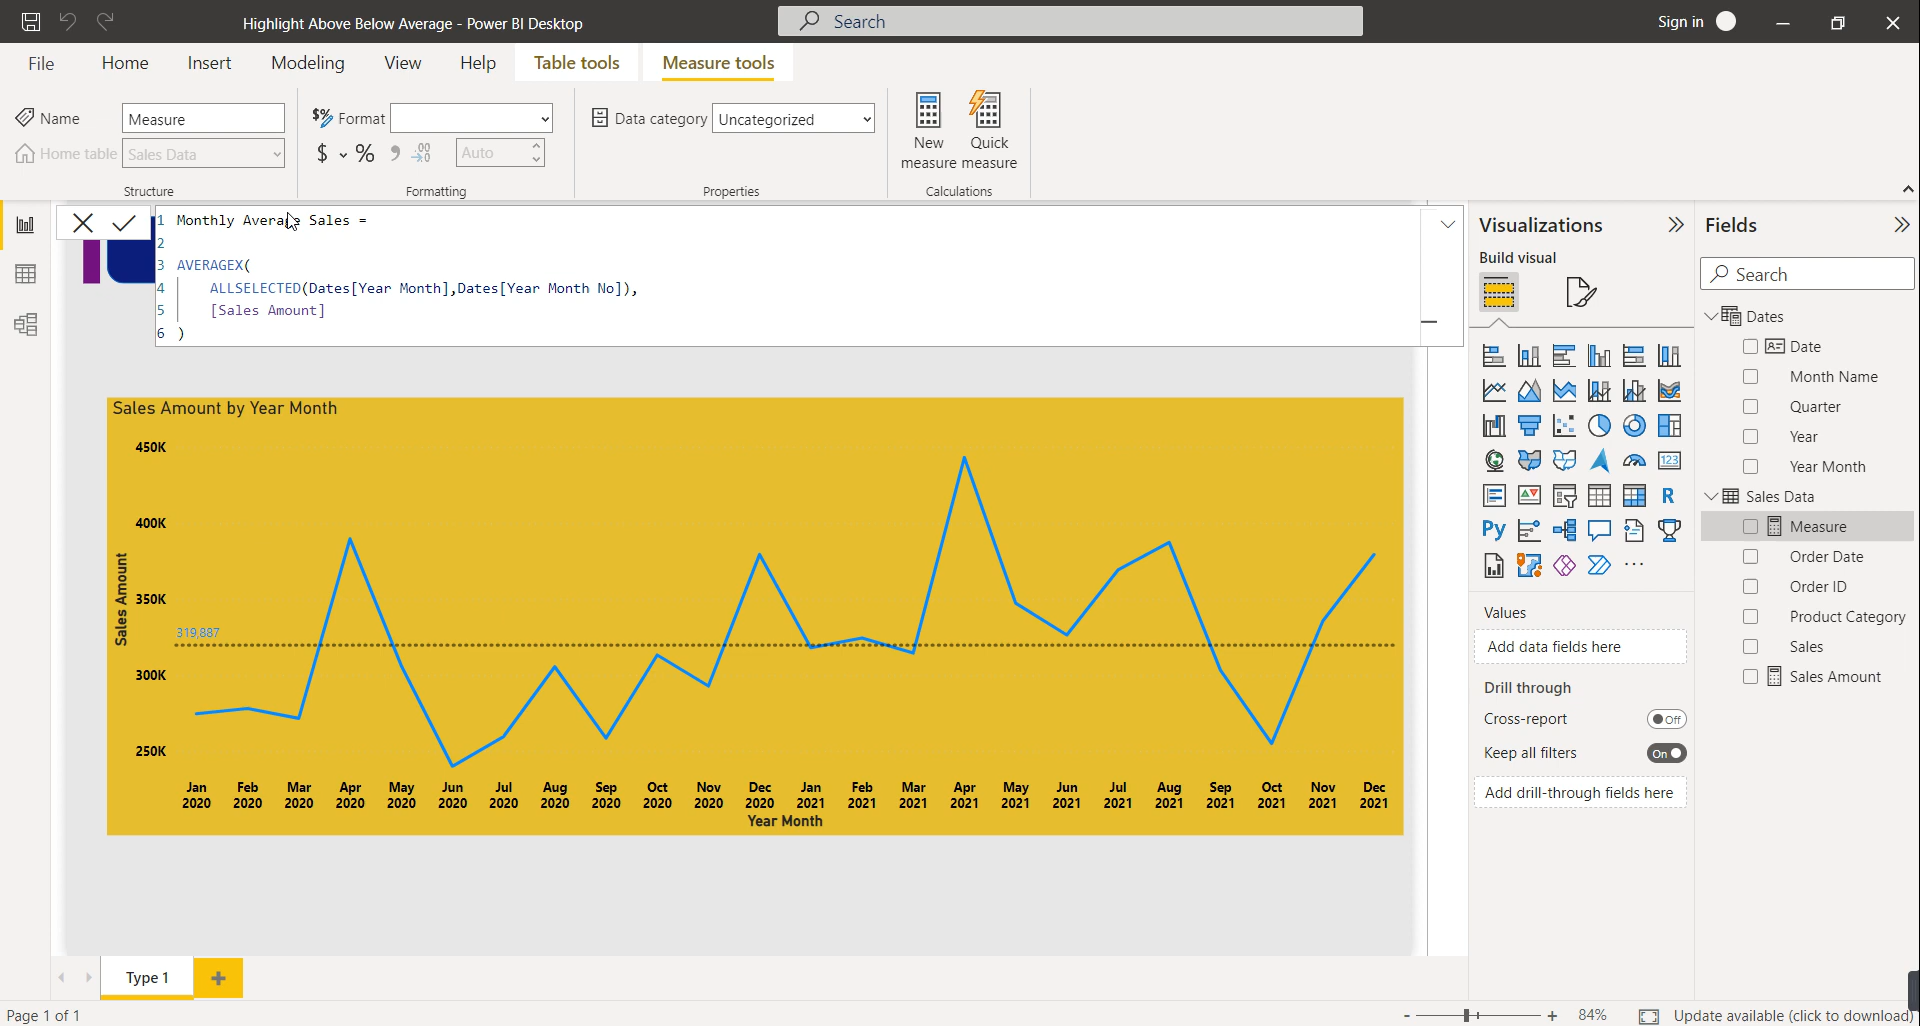 Highlight Above Below Average - Power BI Desktop
Search
Sign in
File Home Insert Modeling View Help Table tools Measure tools
Name Measure
Home table Sales Data
Structure
$% Format
$ % 9 .00
Auto
Formatting
Data category Uncategorized
Properties
New measure
Quick measure
Calculations
1 Monthly Average Sales =
2
3 AVERAGEX(
4 ALLSELECTED(Dates[Year Month],Dates[Year Month No]),
5 [Sales Amount]
6 )
Sales Amount by Year Month
450K
400K
350K
300K
250K
Sales Amount
319,887
Jan Feb Mar Apr May Jun Jul Aug Sep Oct Nov Dec Jan Feb Mar Apr May Jun Jul Aug Sep Oct Nov Dec
2020 2020 2020 2020 2020 2020 2020 2020 2020 2020 2020 2020 2021 2021 2021 2021 2021 2021 2021 2021 2021 2021 2021 2021
Year Month
Visualizations
Build visual
123
R
Py
...
Values
Add data fields here
Drill through
Cross-report Off
Keep all filters On
Add drill-through fields here
Fields
Search
Dates
Date
Month Name
Quarter
Year
Year Month
Sales Data
Measure
Order Date
Order ID
Product Category
Sales
Sales Amount
Type 1 +
Page 1 of 1
- + 84%
Update available (click to download)